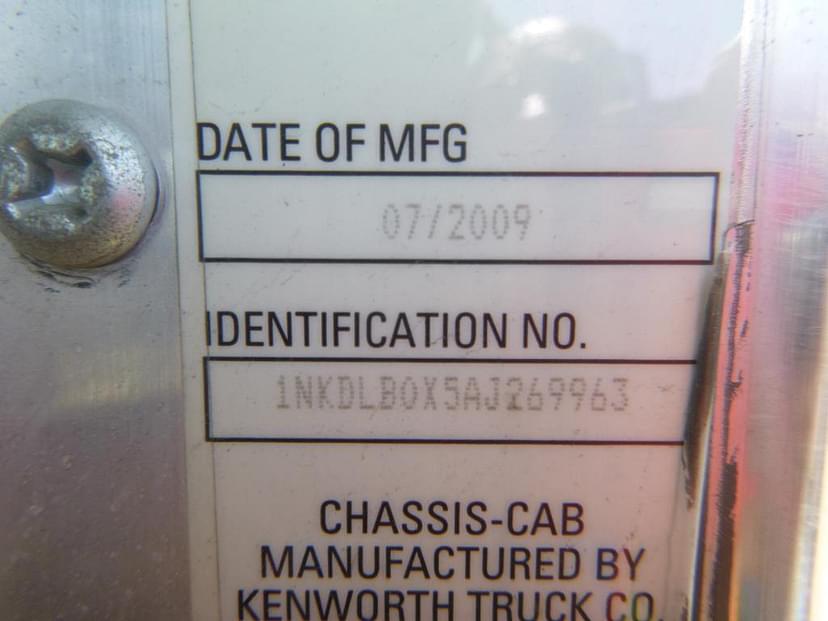 DATE OF MFG
07/2009
IDENTIFICATION NO.
1NKDLB0X5AJ269963
CHASSIS-CAB
MANUFACTURED BY
KENWORTH TRUCK CO.